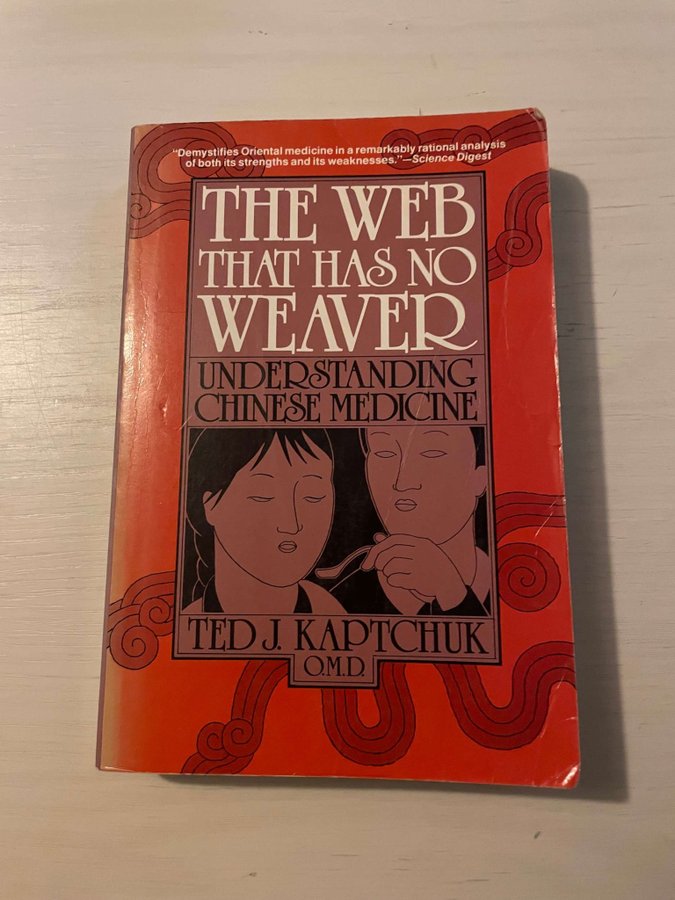 "Demystifies Oriental medicine in a remarkably rational analysis
of both its strengths and its weaknesses."—Science Digest
THE WEB
THAT HAS NO
WEAVER
UNDERSTANDING
CHINESE MEDICINE
TED J. KAPTCHUK
O.M.D.